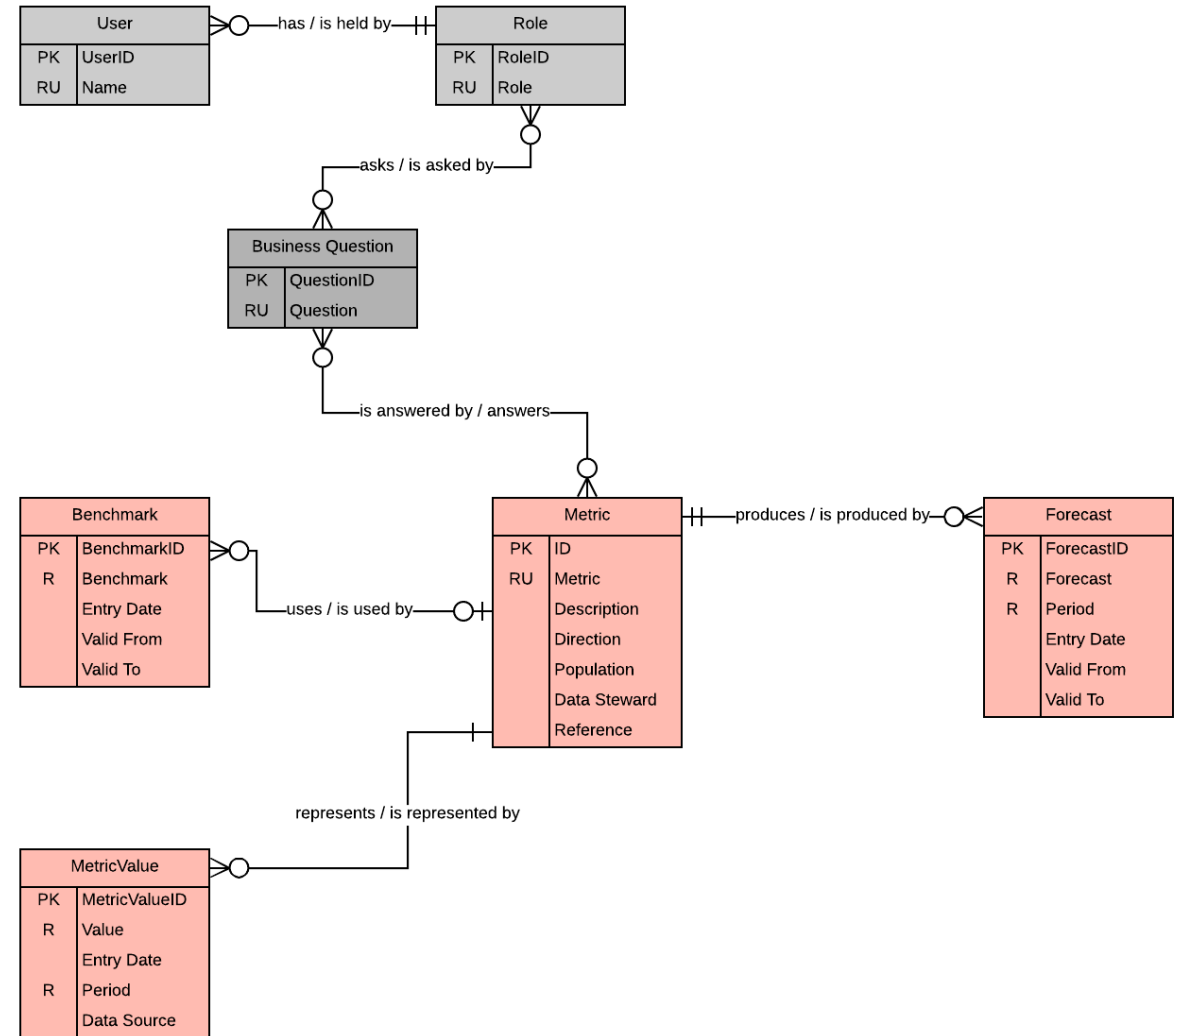 User
PK UserID
RU Name
has / is held by
Role
PK RoleID
RU Role
asks / is asked by
Business Question
PK QuestionID
RU Question
is answered by / answers
Benchmark
PK BenchmarkID
R Benchmark
Entry Date
Valid From
Valid To
uses / is used by
Metric
PK ID
RU Metric
Description
Direction
Population
Data Steward
Reference
produces / is produced by
Forecast
PK ForecastID
R Forecast
R Period
Entry Date
Valid From
Valid To
represents / is represented by
MetricValue
PK MetricValueID
R Value
Entry Date
R Period
Data Source